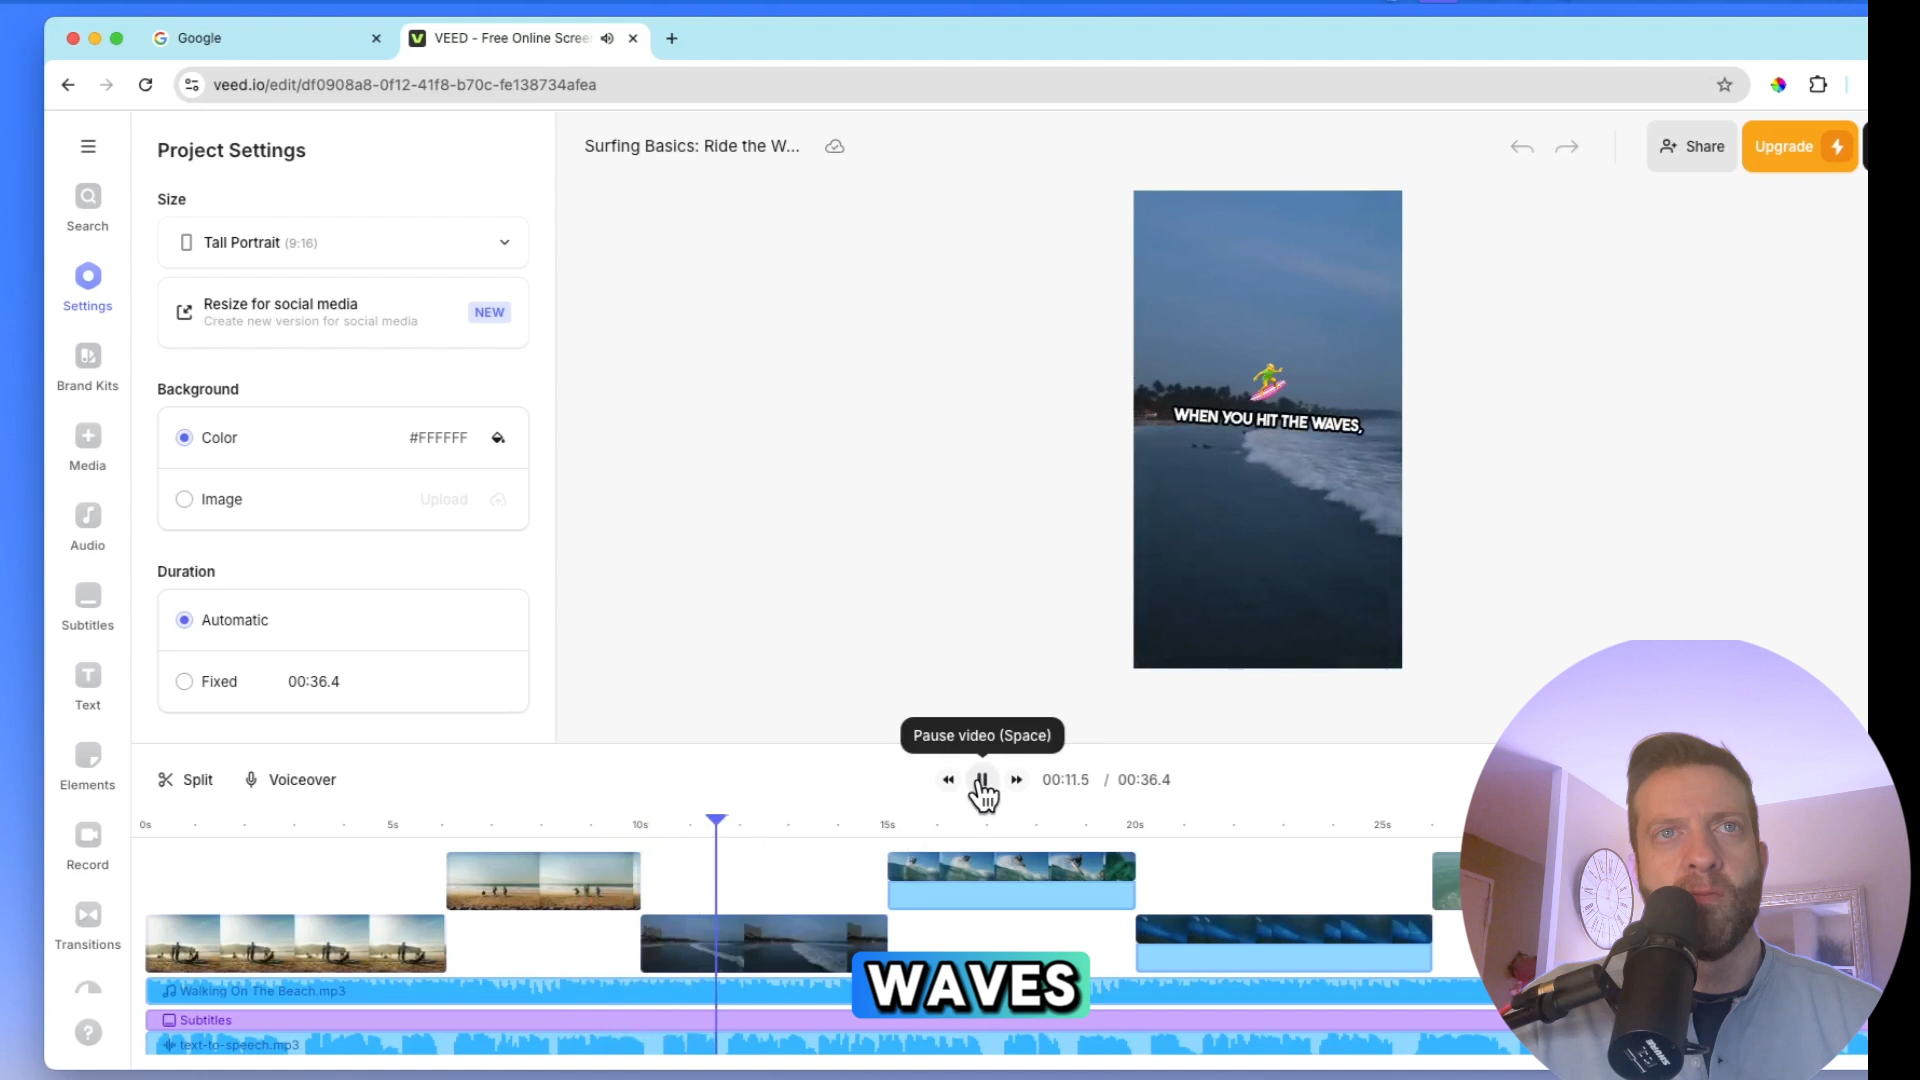 Google
VEED - Free Online Scree
veed.io/edit/df0908a8-0f12-41f8-b70c-fe138734afea
Project Settings
Surfing Basics: Ride the W...
Share
Upgrade
Search
Settings
Brand Kits
Media
Audio
Subtitles
Text
Elements
Record
Transitions
?
Size
Tall Portrait (9:16)
Resize for social media
Create new version for social media
NEW
Background
Color
#FFFFFF
Image
Upload
Duration
Automatic
Fixed
00:36.4
WHEN YOU HIT THE WAVES,
Pause video (Space)
Split
Voiceover
00:11.5 / 00:36.4
0s 5s 10s 15s 20s 25s
Walking On The Beach.mp3
WAVES
Subtitles
text-to-speech.mp3
SHURE